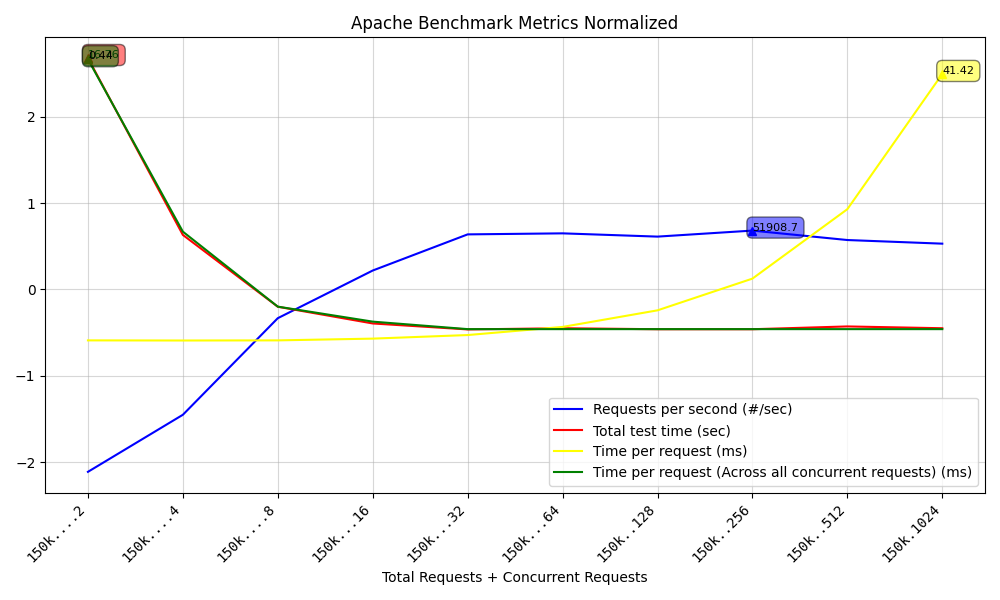 Apache Benchmark Metrics Normalized
0.44
41.42
51908.7
2
1
0
−1
−2
Requests per second (#/sec)
Total test time (sec)
Time per request (ms)
Time per request (Across all concurrent requests) (ms)
150k....2
150k....4
150k....8
150k...16
150k...32
150k...64
150k..128
150k..256
150k..512
150k.1024
Total Requests + Concurrent Requests